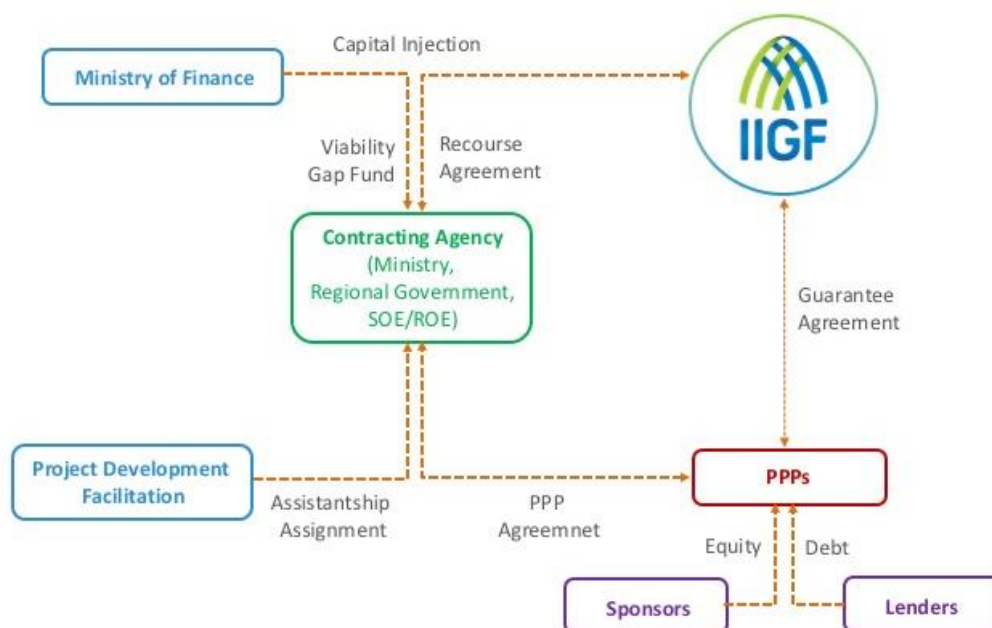 Capital Injection
Ministry of Finance
IIGF
Viability
Gap Fund
Recourse
Agreement
Contracting Agency
(Ministry,
Regional Government,
SOE/ROE)
Guarantee
Agreement
Project Development
Facilitation
PPPs
Assistantship
Assignment
PPP
Agreemnet
Equity
Debt
Sponsors
Lenders